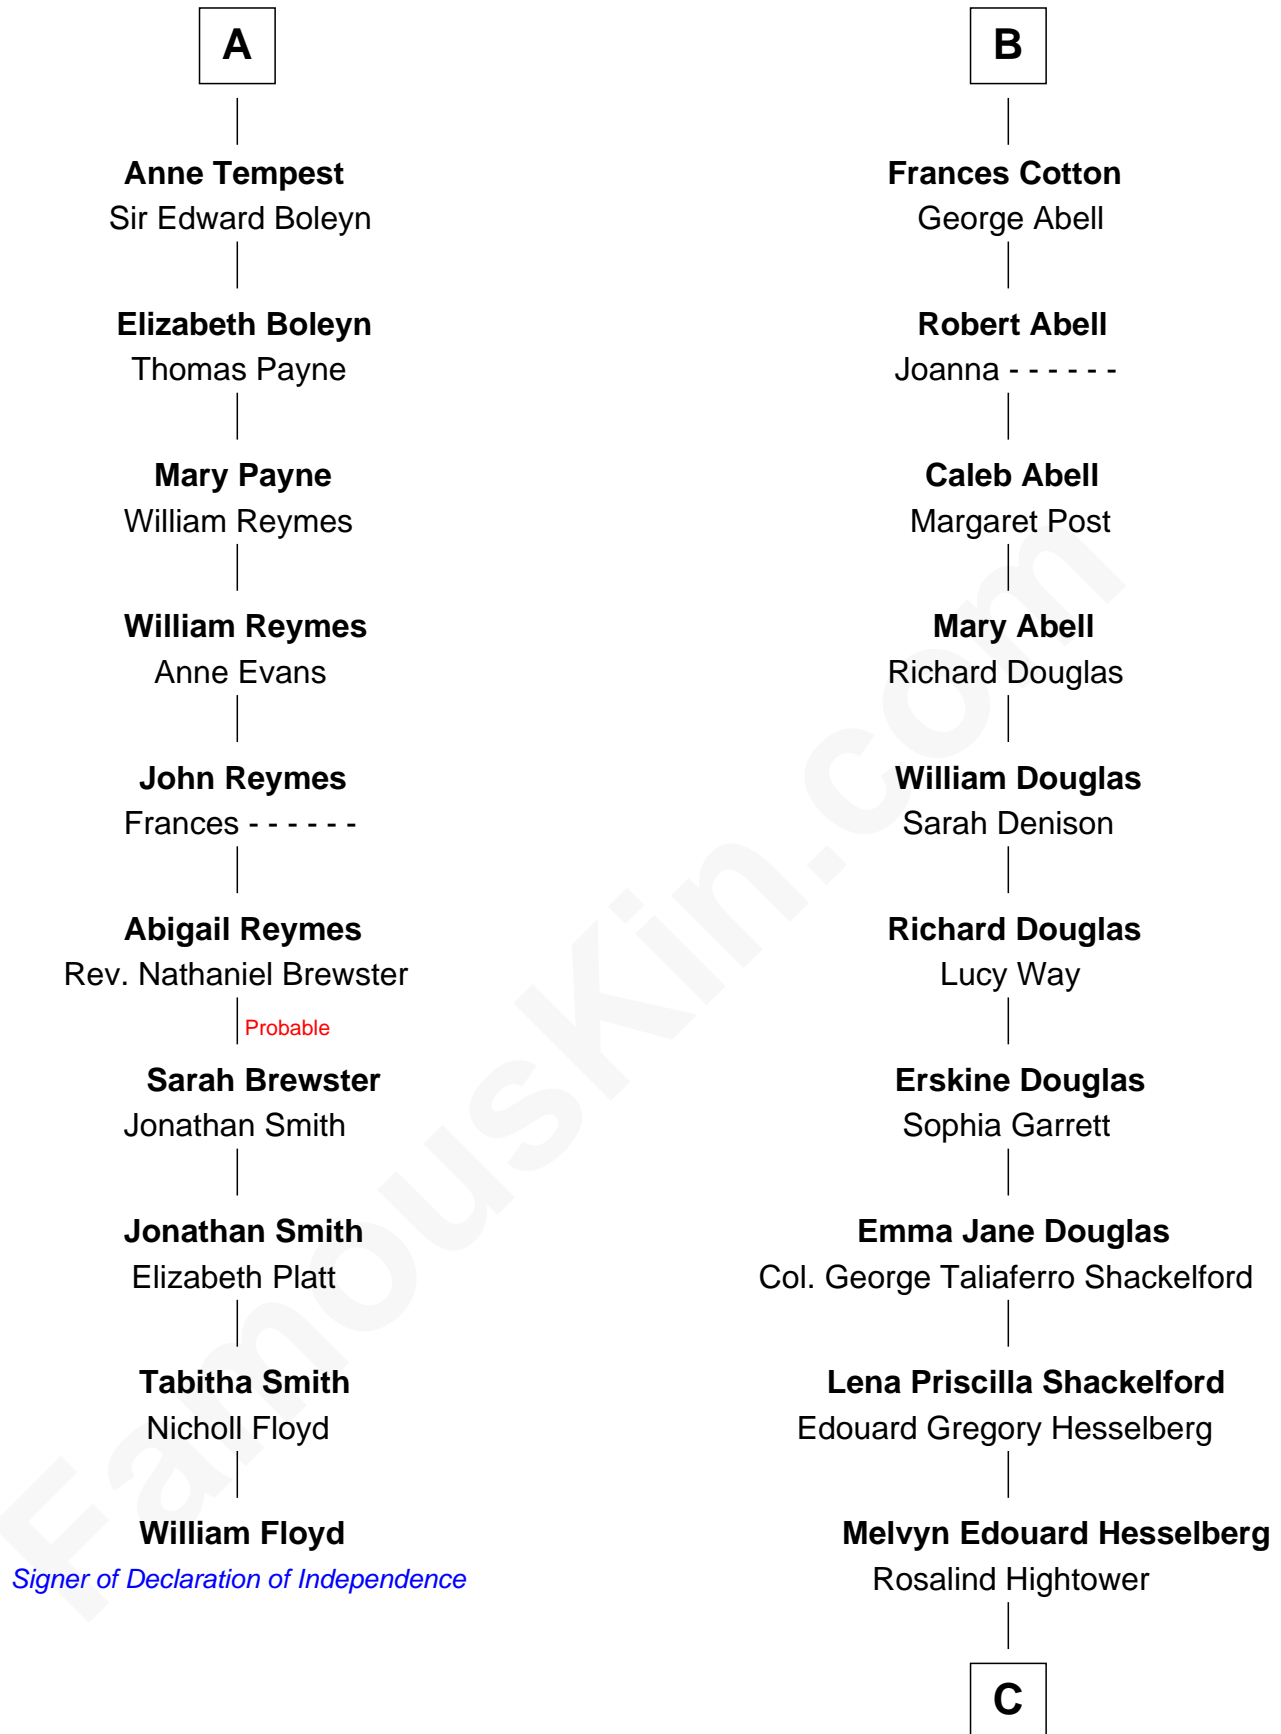 A
Anne Tempest
Sir Edward Boleyn
Elizabeth Boleyn
Thomas Payne
Mary Payne
William Reymes
William Reymes
Anne Evans
John Reymes
Frances - - - - - -
Abigail Reymes
Rev. Nathaniel Brewster
Probable
Sarah Brewster
Jonathan Smith
Jonathan Smith
Elizabeth Platt
Tabitha Smith
Nicholl Floyd
William Floyd
Signer of Declaration of Independence
B
Frances Cotton
George Abell
Robert Abell
Joanna - - - - - -
Caleb Abell
Margaret Post
Mary Abell
Richard Douglas
William Douglas
Sarah Denison
Richard Douglas
Lucy Way
Erskine Douglas
Sophia Garrett
Emma Jane Douglas
Col. George Taliaferro Shackelford
Lena Priscilla Shackelford
Edouard Gregory Hesselberg
Melvyn Edouard Hesselberg
Rosalind Hightower
C
FamousKin.com